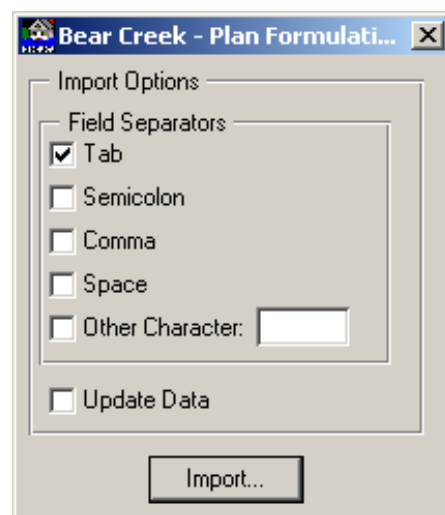 Bear Creek - Plan Formulati...
Import Options
Field Separators
Tab
Semicolon
Comma
Space
Other Character:
Update Data
Import...